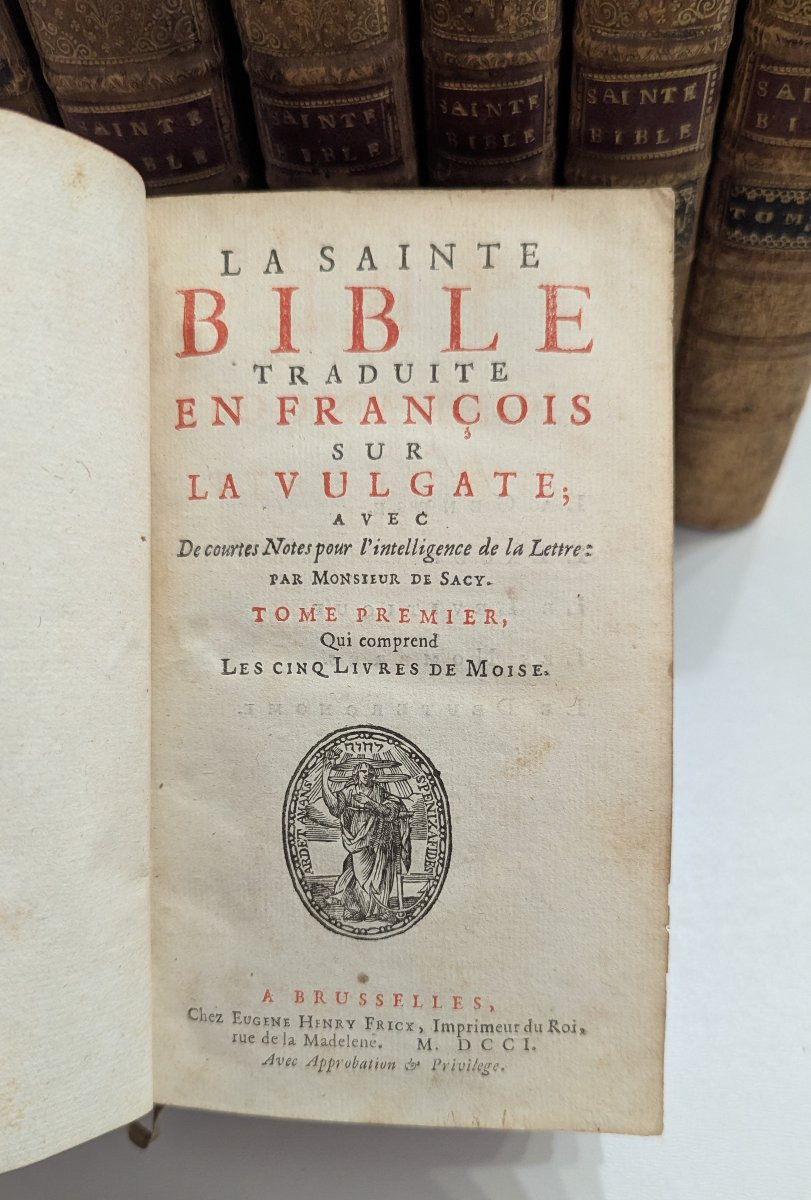 SAINTE
BIBLE
SAINTE
BIBLE
SAINTE
BIBLE
SAINTE
BIBLE
SA
BI
TOM
LA SAINTE
BIBLE
TRADUITE
EN FRANÇOIS
SUR
LA VULGATE;
AVEC
De courtes Notes pour l'intelligence de la Lettre:
PAR MONSIEUR DE SACY.
TOME PREMIER,
Qui comprend
LES CINQ LIVRES DE MOISE.
ARDET AMANS
A BRUSSELLES,
Chez EUGENE HENRY FRICX, Imprimeur du Roi,
rue de la Madelene. M. DCCI.
Avec Approbation & Privilege.